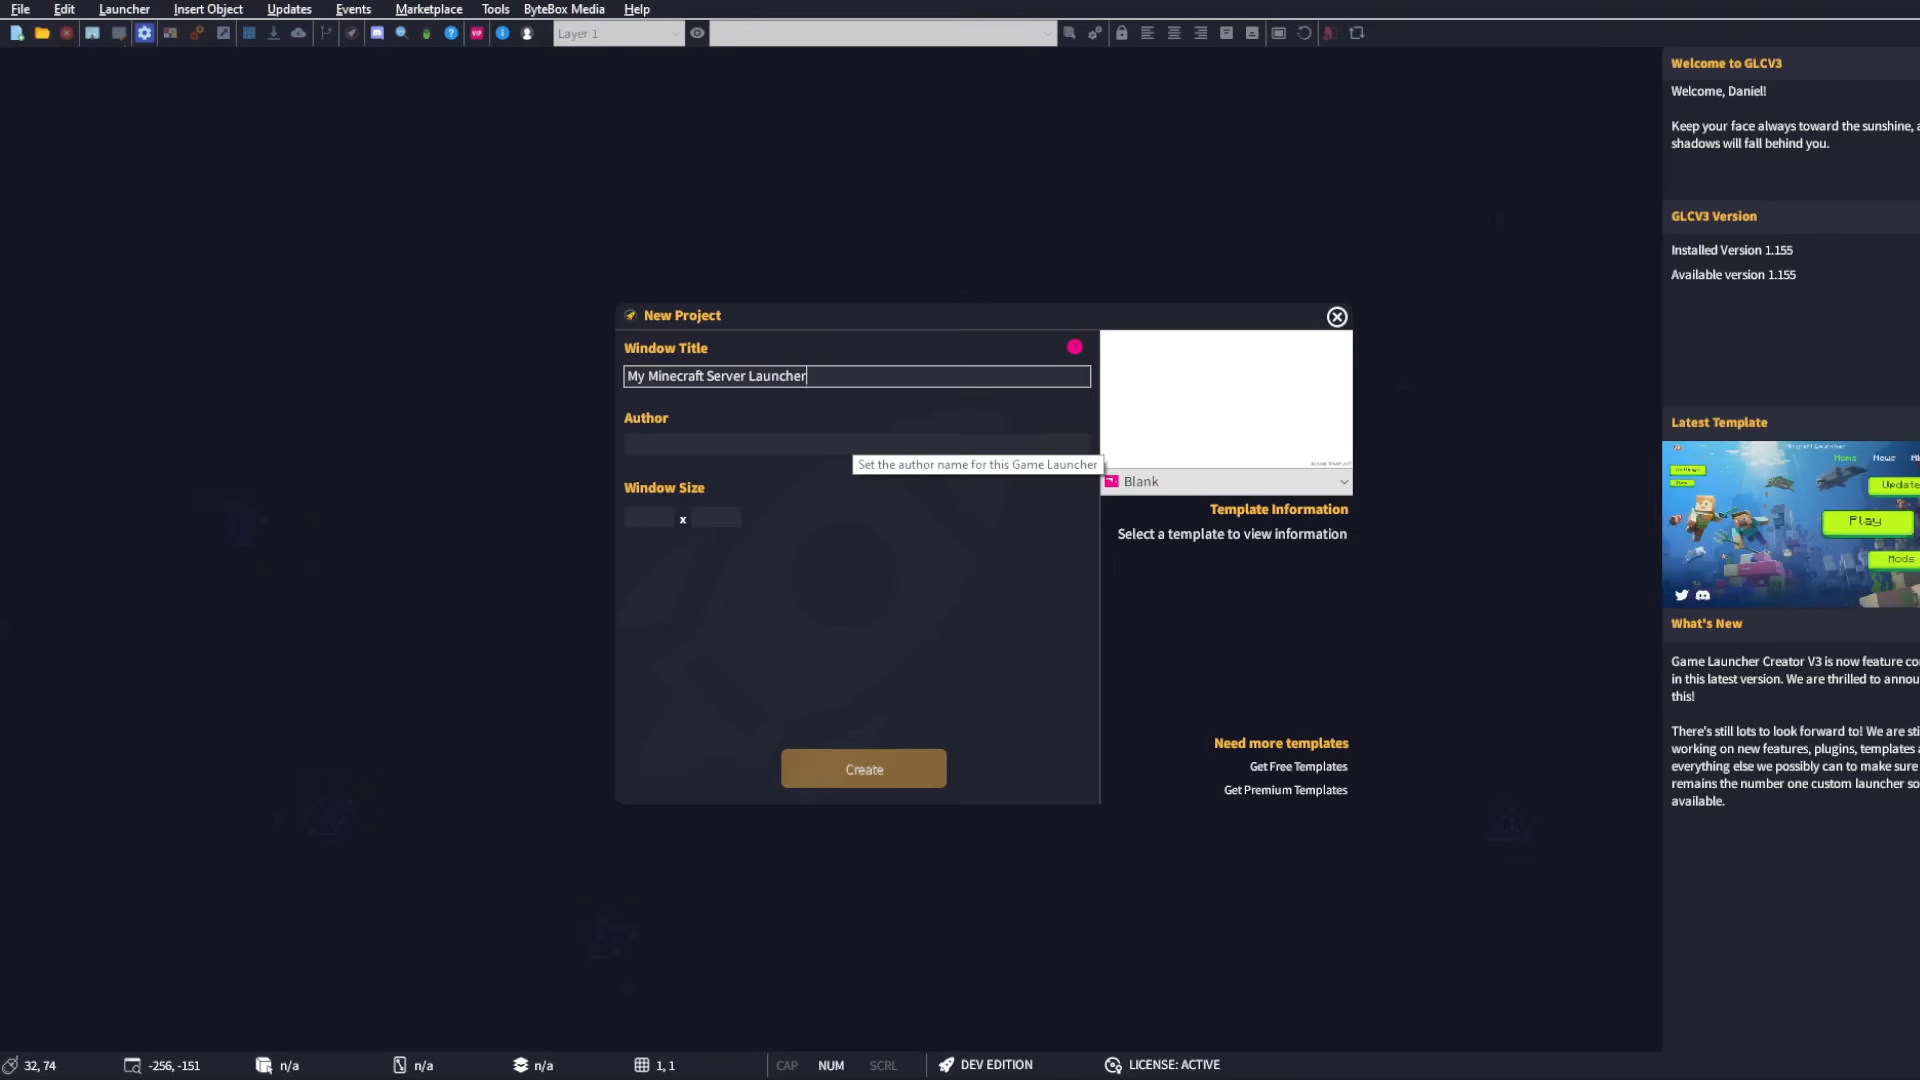 File Edit Launcher Insert Object Updates Events Marketplace Tools ByteBox Media Help
Layer 1
VIP
Welcome to GLCV3
Welcome, Daniel!
Keep your face always toward the sunshine,
shadows will fall behind you.
GLCV3 Version
Installed Version 1.155
Available version 1.155
New Project
Window Title
My Minecraft Server Launcher
Author
Set the author name for this Game Launcher
Window Size
x
Create
Blank
Template Information
Select a template to view information
Need more templates
Get Free Templates
Get Premium Templates
Latest Template
Home News
Update
Play
Mods
What's New
Game Launcher Creator V3 is now feature co
in this latest version. We are thrilled to annou
this!
There's still lots to look forward to! We are sti
working on new features, plugins, templates a
everything else we possibly can to make sure
remains the number one custom launcher so
available.
32, 74 -256, -151 n/a n/a n/a 1, 1 CAP NUM SCRL DEV EDITION LICENSE: ACTIVE